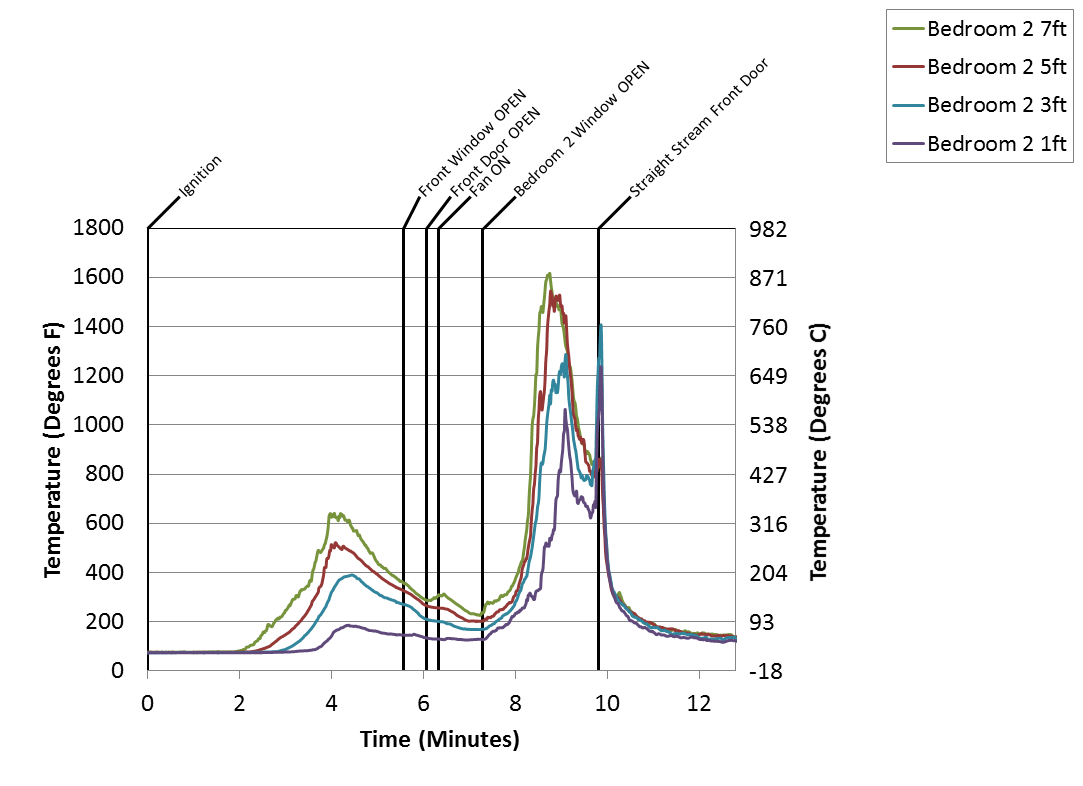 Bedroom 2 7ft
Bedroom 2 5ft
Bedroom 2 3ft
Bedroom 2 1ft
Ignition
Front Window OPEN
Front Door OPEN
Fan ON
Bedroom 2 Window OPEN
Straight Stream Front Door
Temperature (Degrees F)
1800
1600
1400
1200
1000
800
600
400
200
0
982
871
760
649
538
427
316
204
93
-18
Temperature (Degrees C)
0 2 4 6 8 10 12
Time (Minutes)